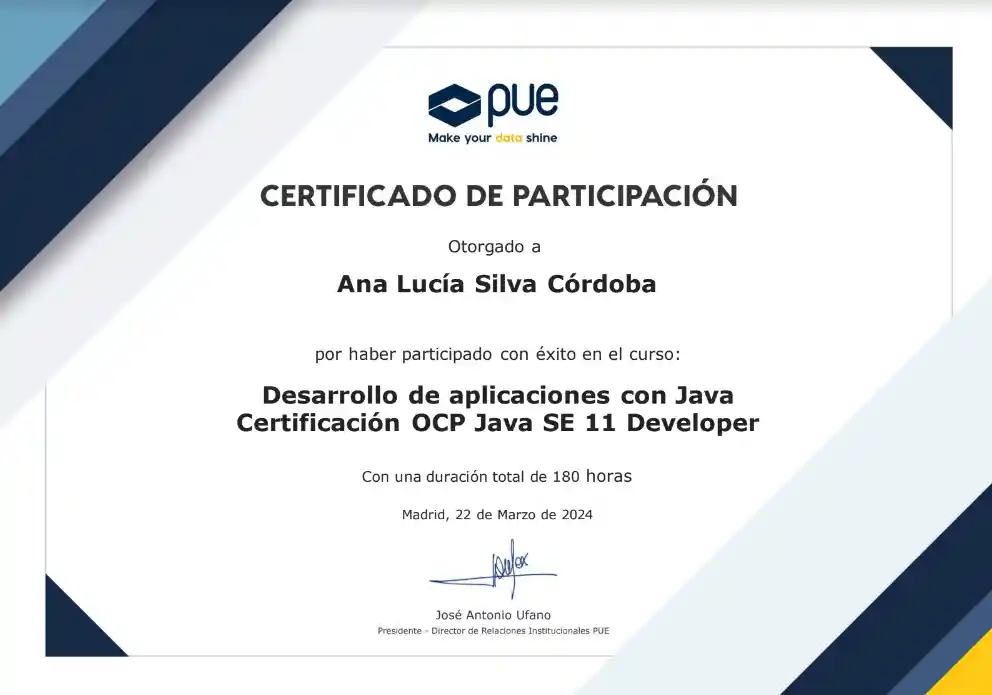 pue
Make your data shine
CERTIFICADO DE PARTICIPACIÓN
Otorgado a
Ana Lucía Silva Córdoba
por haber participado con éxito en el curso:
Desarrollo de aplicaciones con Java
Certificación OCP Java SE 11 Developer
Con una duración total de 180 horas
Madrid, 22 de Marzo de 2024
José Antonio Ufano
Presidente - Director de Relaciones Institucionales PUE